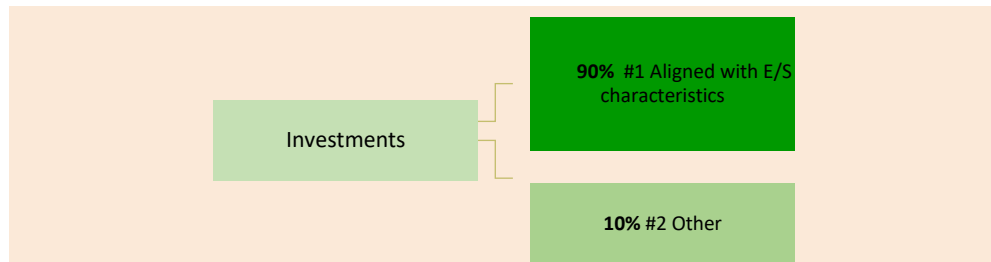 90% #1 Aligned with E/S
characteristics
Investments
10% #2 Other